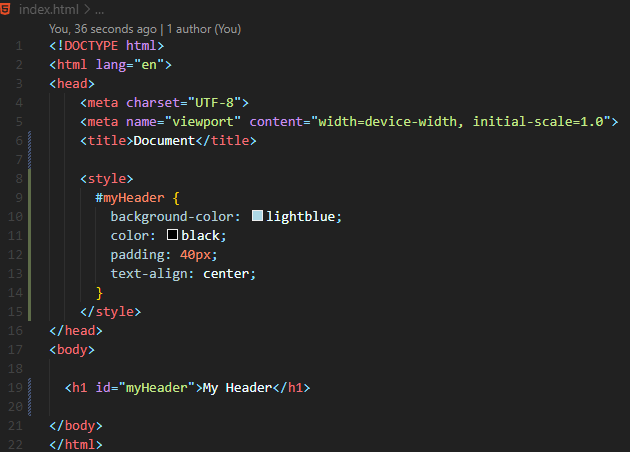 index.html > ...
You, 36 seconds ago | 1 author (You)
1 <!DOCTYPE html>
2 <html lang="en">
3 <head>
4     <meta charset="UTF-8">
5     <meta name="viewport" content="width=device-width, initial-scale=1.0">
6     <title>Document</title>
7
8     <style>
9       #myHeader {
10         background-color: lightblue;
11         color: black;
12         padding: 40px;
13         text-align: center;
14       }
15     </style>
16 </head>
17 <body>
18
19   <h1 id="myHeader">My Header</h1>
20
21 </body>
22 </html>